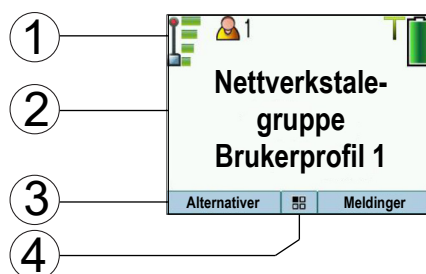 1
1
2
Nettverkstale-
gruppe
Brukerprofil 1
3
Alternativer Meldinger
4